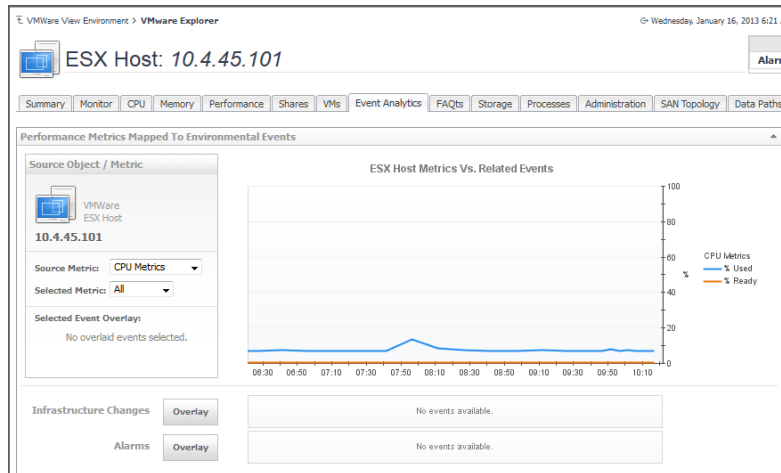 VMWare View Environment > VMware Explorer
Wednesday, January 16, 2013 6:21
ESX Host: 10.4.45.101
Alarm
Summary Monitor CPU Memory Performance Shares VMs Event Analytics FAQts Storage Processes Administration SAN Topology Data Paths
Performance Metrics Mapped To Environmental Events
Source Object / Metric
VMWare
ESX Host
10.4.45.101
Source Metric: CPU Metrics
Selected Metric: All
Selected Event Overlay:
No overlaid events selected.
ESX Host Metrics Vs. Related Events
100
80
60
40
20
0
%
CPU Metrics
% Used
% Ready
06:30 06:50 07:10 07:30 07:50 08:10 08:30 08:50 09:10 09:30 09:50 10:10
Infrastructure Changes Overlay No events available.
Alarms Overlay No events available.